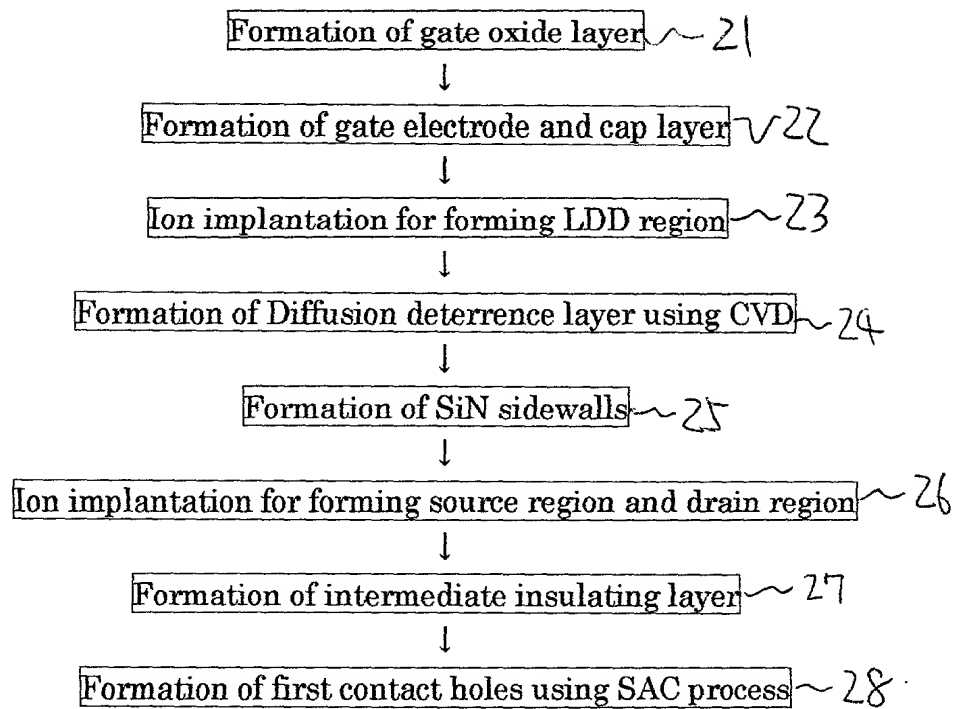 Formation of gate oxide layer 21
↓
Formation of gate electrode and cap layer 22
↓
Ion implantation for forming LDD region 23
↓
Formation of Diffusion deterrence layer using CVD 24
↓
Formation of SiN sidewalls 25
↓
Ion implantation for forming source region and drain region 26
↓
Formation of intermediate insulating layer 27
↓
Formation of first contact holes using SAC process 28